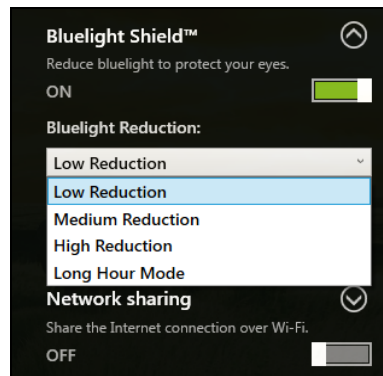 Bluelight Shield™
Reduce bluelight to protect your eyes.
ON
Bluelight Reduction:
Low Reduction
Low Reduction
Medium Reduction
High Reduction
Long Hour Mode
Network sharing
Share the Internet connection over Wi-Fi.
OFF